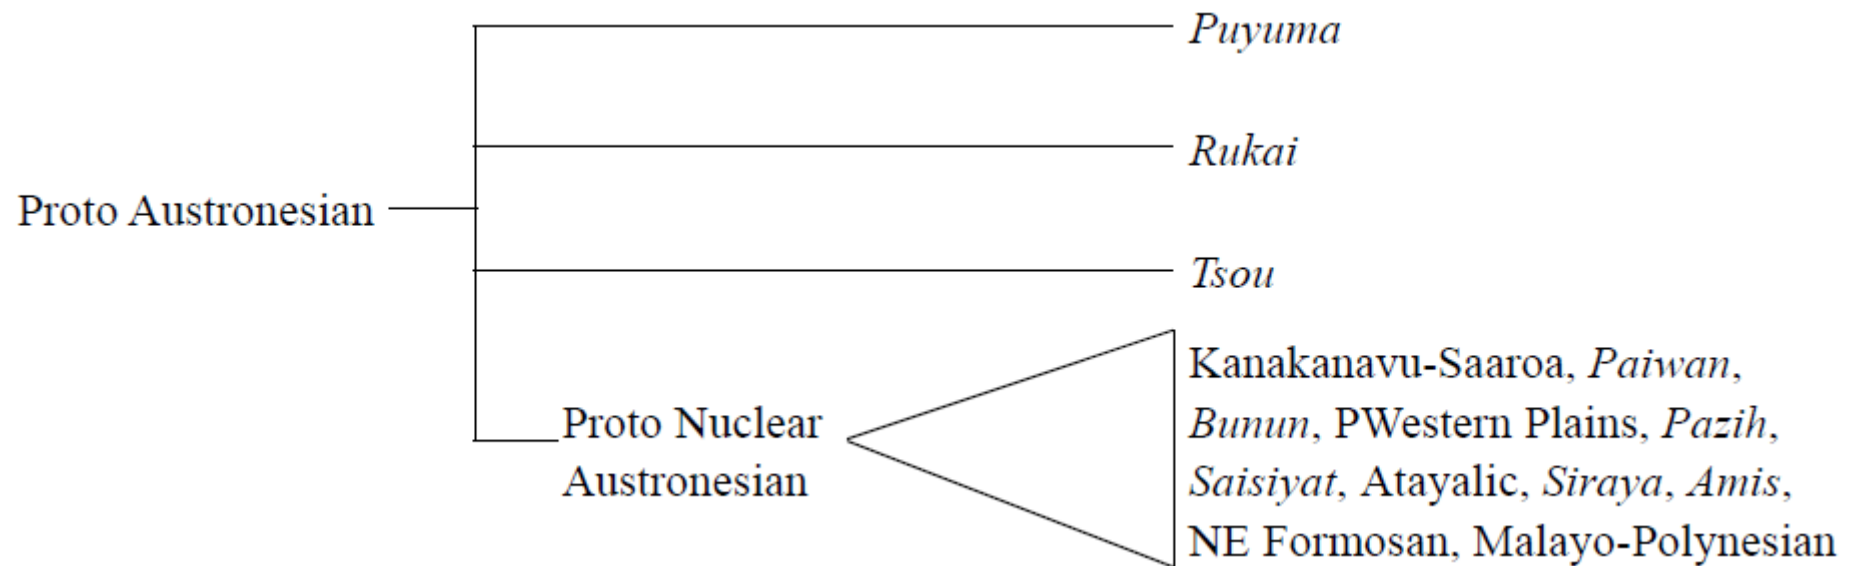 Puyuma
Rukai
Proto Austronesian
Tsou
Proto Nuclear
Austronesian
Kanakanavu-Saaroa, Paiwan,
Bunun, PWestern Plains, Pazih,
Saisiyat, Atayalic, Siraya, Amis,
NE Formosan, Malayo-Polynesian